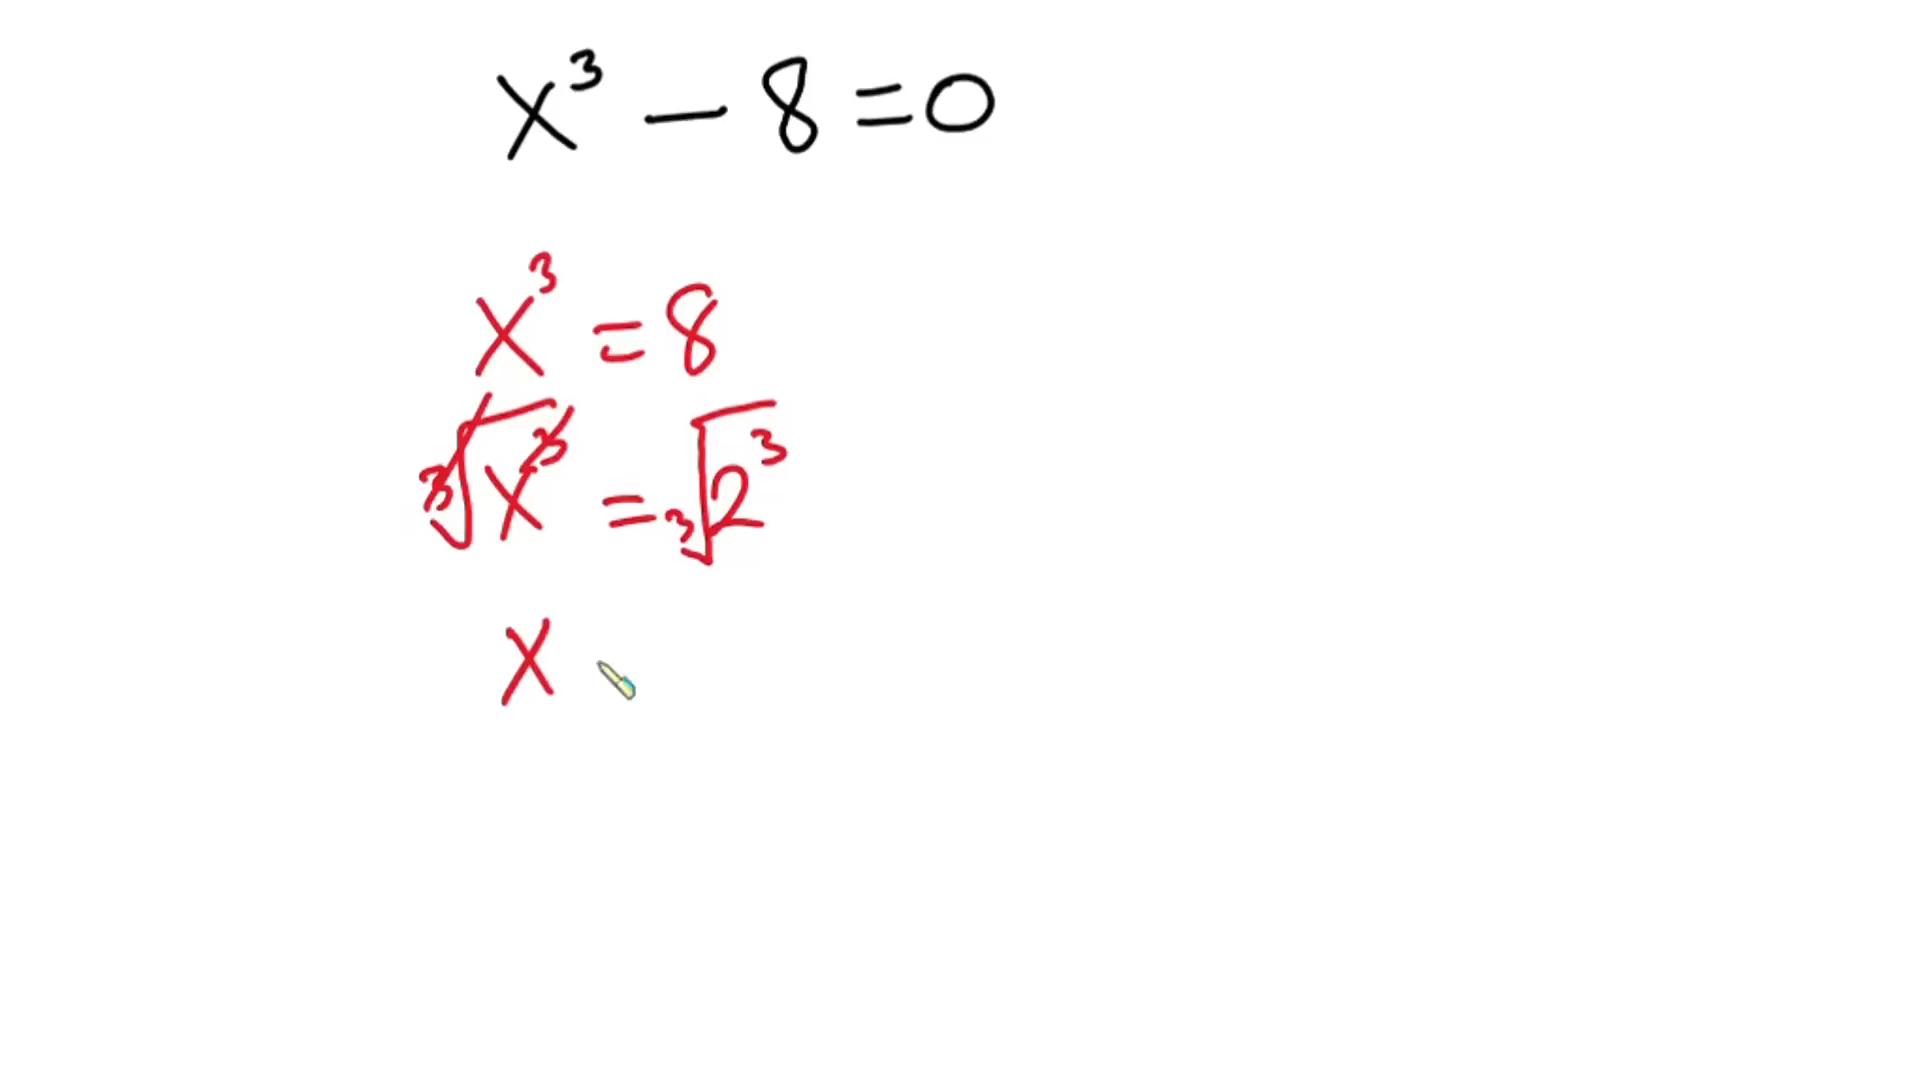 x³ − 8 = 0
x³ = 8
∛x³ = ∛2³
x